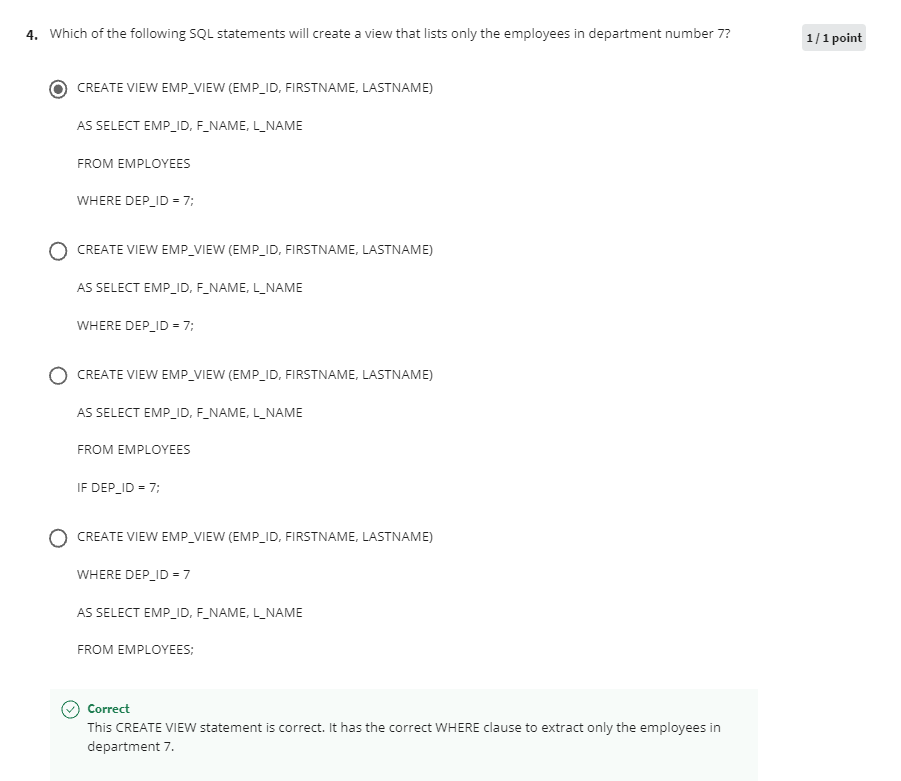 4. Which of the following SQL statements will create a view that lists only the employees in department number 7?
1 / 1 point
CREATE VIEW EMP_VIEW (EMP_ID, FIRSTNAME, LASTNAME)
AS SELECT EMP_ID, F_NAME, L_NAME
FROM EMPLOYEES
WHERE DEP_ID = 7;
CREATE VIEW EMP_VIEW (EMP_ID, FIRSTNAME, LASTNAME)
AS SELECT EMP_ID, F_NAME, L_NAME
WHERE DEP_ID = 7;
CREATE VIEW EMP_VIEW (EMP_ID, FIRSTNAME, LASTNAME)
AS SELECT EMP_ID, F_NAME, L_NAME
FROM EMPLOYEES
IF DEP_ID = 7;
CREATE VIEW EMP_VIEW (EMP_ID, FIRSTNAME, LASTNAME)
WHERE DEP_ID = 7
AS SELECT EMP_ID, F_NAME, L_NAME
FROM EMPLOYEES;
Correct
This CREATE VIEW statement is correct. It has the correct WHERE clause to extract only the employees in
department 7.